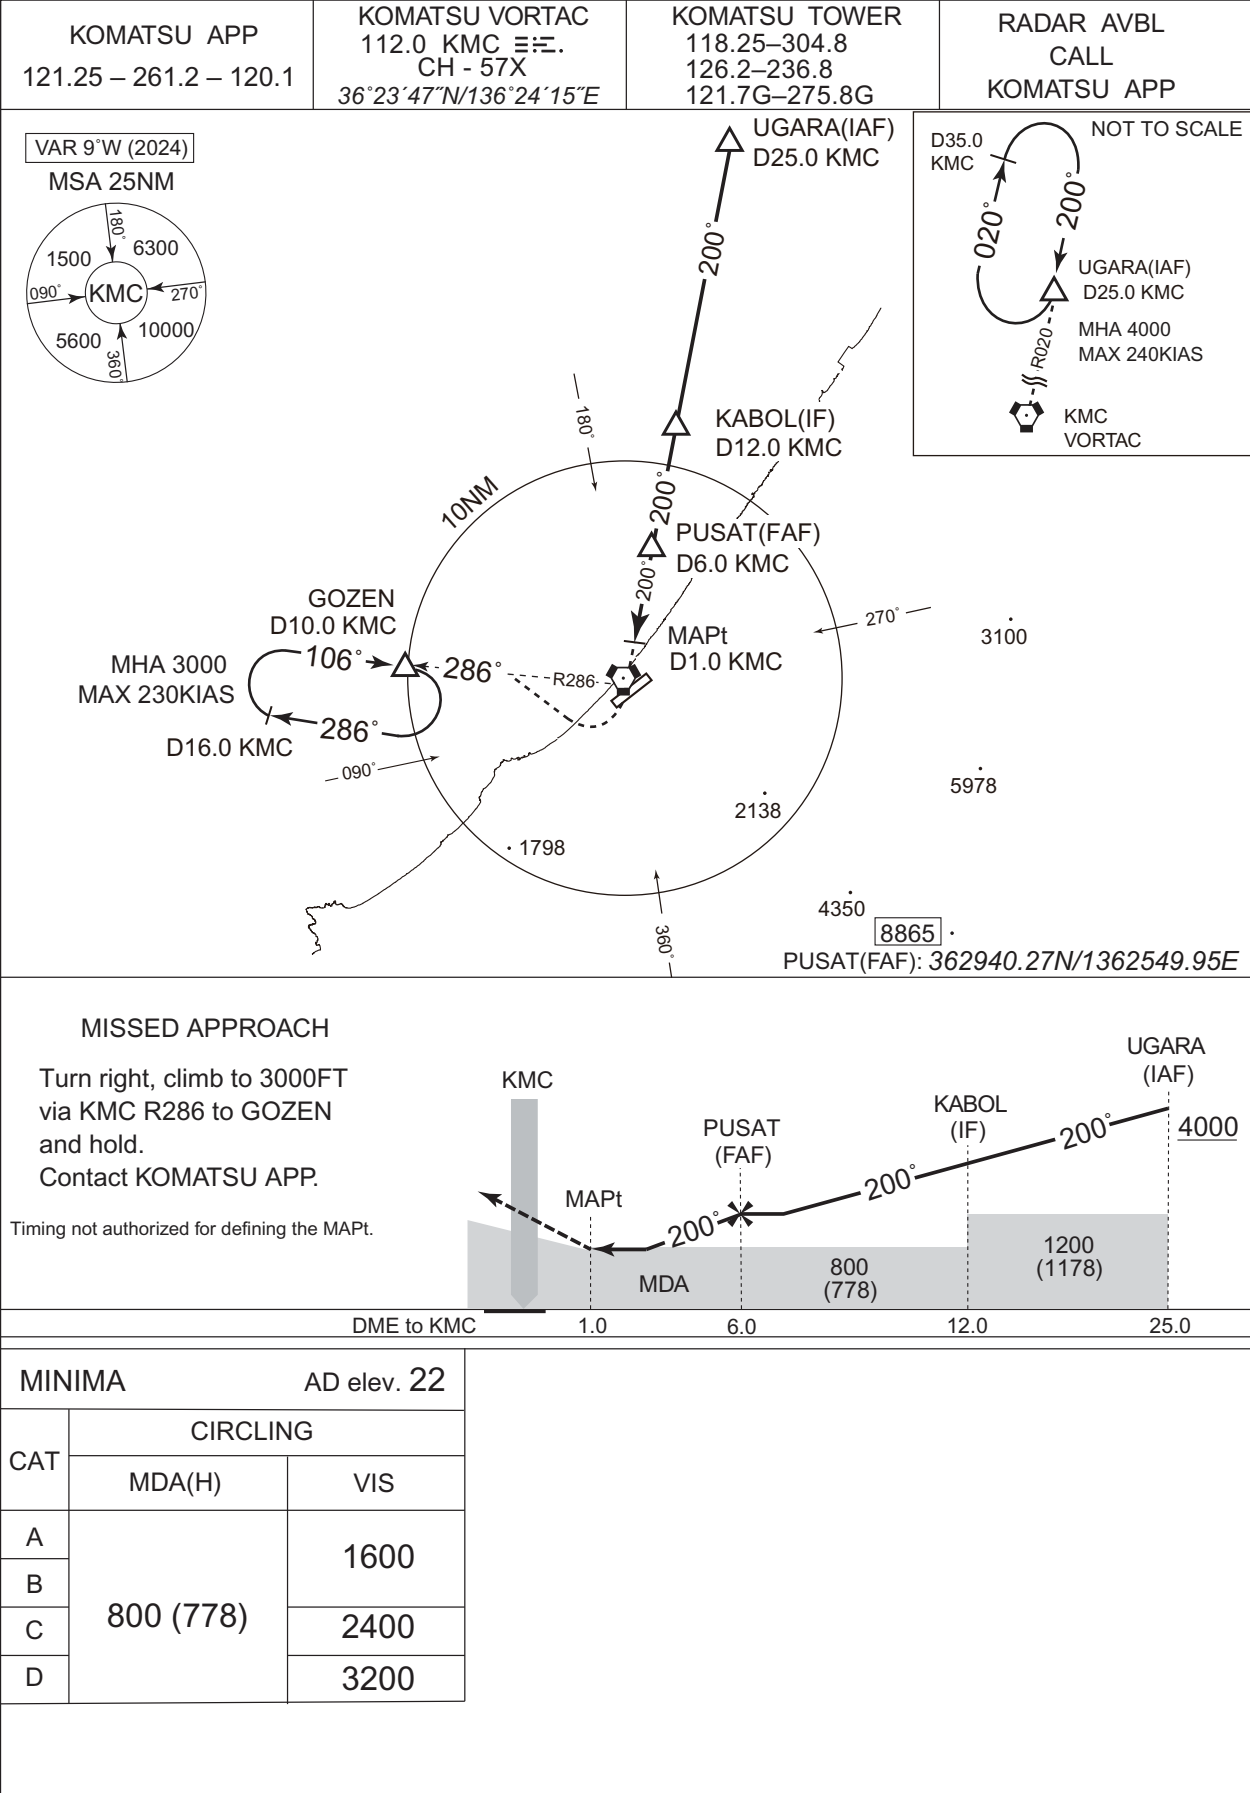 KOMATSU APP
121.25 – 261.2 – 120.1
KOMATSU VORTAC
112.0 KMC
CH - 57X
36°23´47˝N/136°24´15˝E
KOMATSU TOWER
118.25–304.8
126.2–236.8
121.7G–275.8G
RADAR AVBL
CALL
KOMATSU APP
VAR 9°W (2024)
MSA 25NM
180°
1500
6300
090°
KMC
270°
5600
10000
360°
UGARA(IAF)
D25.0 KMC
200°
NOT TO SCALE
D35.0
KMC
020°
200°
UGARA(IAF)
D25.0 KMC
MHA 4000
MAX 240KIAS
R020
KMC
VORTAC
180°
KABOL(IF)
D12.0 KMC
10NM
200°
PUSAT(FAF)
D6.0 KMC
200°
GOZEN
D10.0 KMC
270°
3100
MAPt
D1.0 KMC
MHA 3000
MAX 230KIAS
106°
286°
R286
286°
D16.0 KMC
090°
5978
2138
1798
4350
8865
360°
PUSAT(FAF): 362940.27N/1362549.95E
MISSED APPROACH
Turn right, climb to 3000FT
via KMC R286 to GOZEN
and hold.
Contact KOMATSU APP.
Timing not authorized for defining the MAPt.
KMC
MAPt
PUSAT
(FAF)
KABOL
(IF)
UGARA
(IAF)
4000
200°
200°
200°
MDA
800
(778)
1200
(1178)
DME to KMC
1.0
6.0
12.0
25.0
MINIMA
AD elev. 22
CAT
CIRCLING
MDA(H)
VIS
A
B
C
D
800 (778)
1600
2400
3200